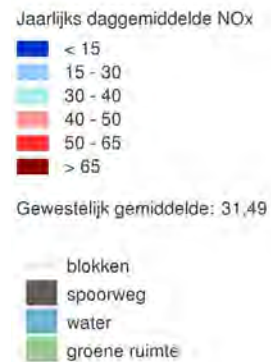 Jaarlijks daggemiddelde NOx
< 15
15 - 30
30 - 40
40 - 50
50 - 65
> 65
Gewestelijk gemiddelde: 31,49
blokken
spoorweg
water
groene ruimte